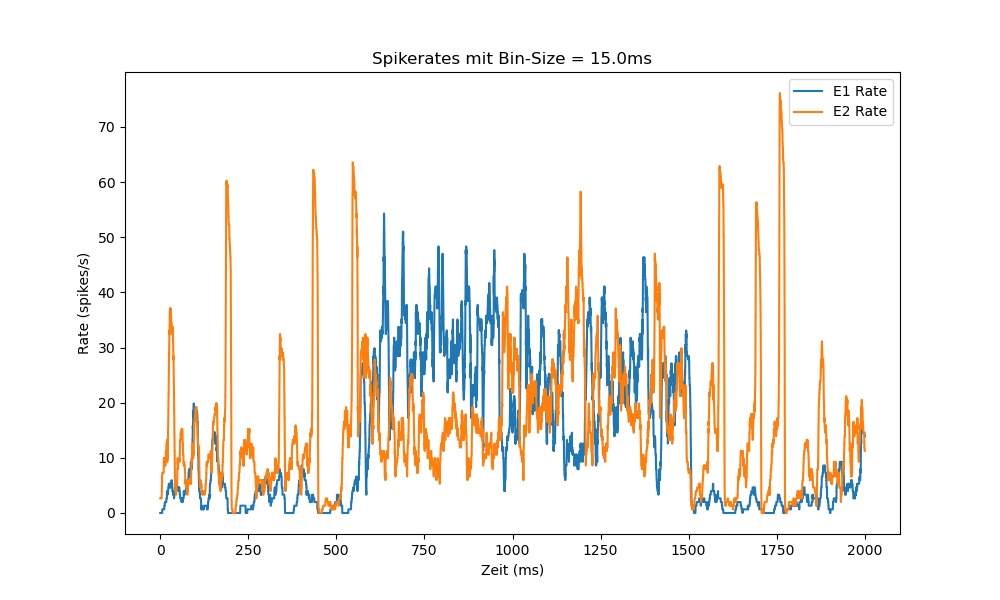 Spikerates mit Bin-Size = 15.0ms
E1 Rate
E2 Rate
Rate (spikes/s)
70
60
50
40
30
20
10
0
0 250 500 750 1000 1250 1500 1750 2000
Zeit (ms)